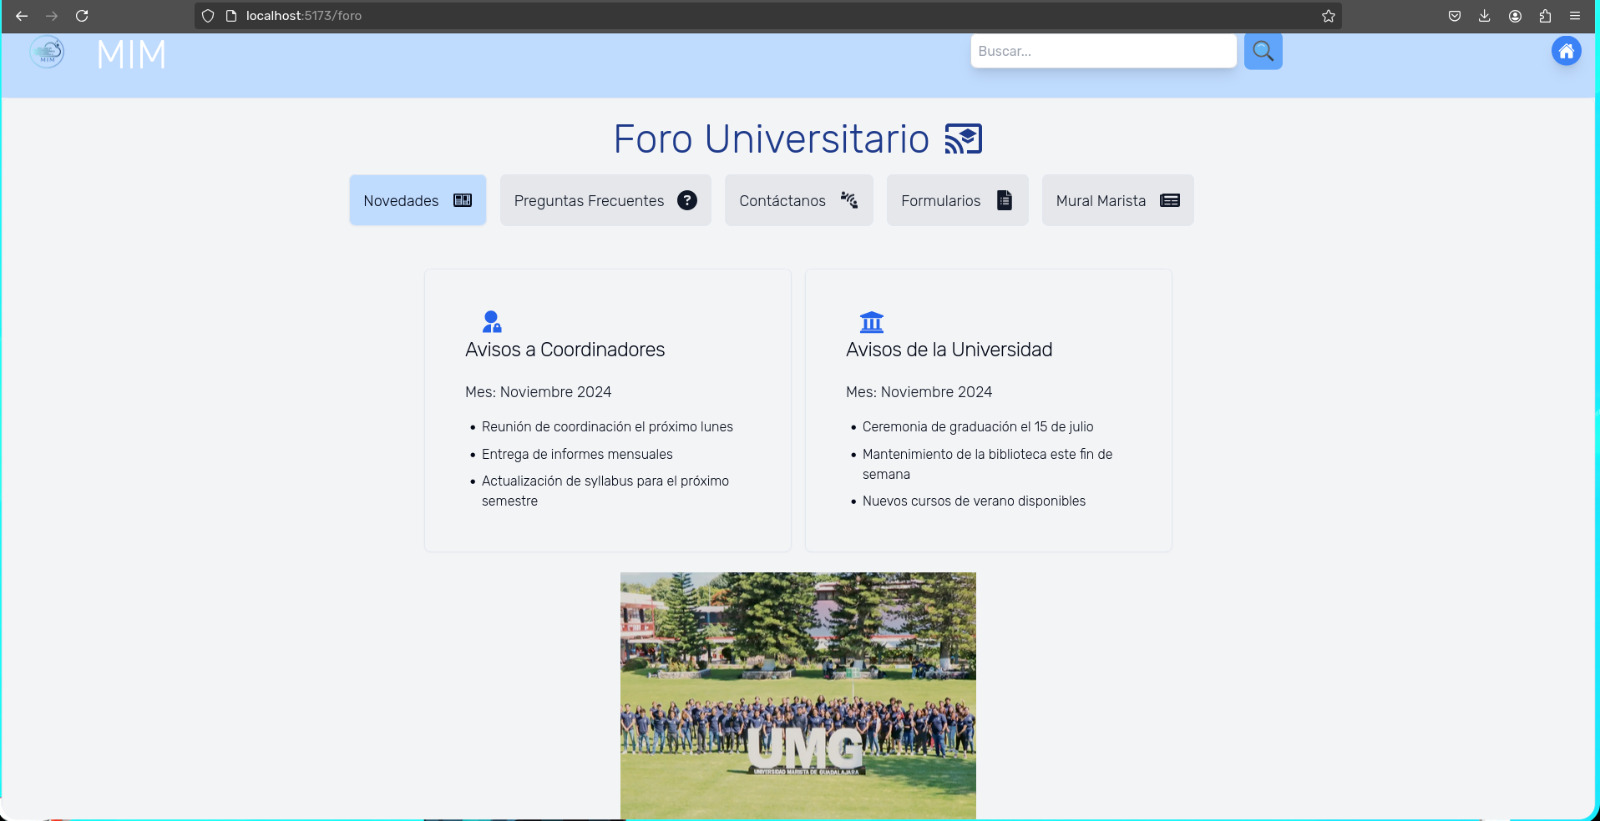 localhost:5173/foro
MIM
MIM
Buscar...
Foro Universitario
Novedades
Preguntas Frecuentes
?
Contáctanos
Formularios
Mural Marista
Avisos a Coordinadores
Mes: Noviembre 2024
• Reunión de coordinación el próximo lunes
• Entrega de informes mensuales
• Actualización de syllabus para el próximo
semestre
Avisos de la Universidad
Mes: Noviembre 2024
• Ceremonia de graduación el 15 de julio
• Mantenimiento de la biblioteca este fin de
semana
• Nuevos cursos de verano disponibles
UMG
UNIVERSIDAD MARISTA DE GUADALAJARA